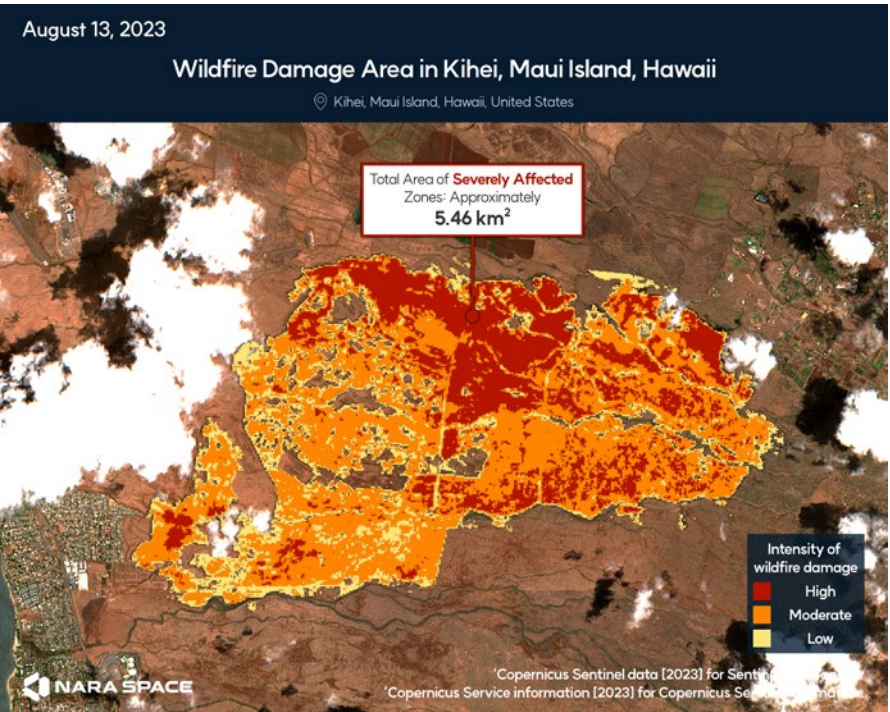 August 13, 2023
Wildfire Damage Area in Kihei, Maui Island, Hawaii
Kihei, Maui Island, Hawaii, United States
Total Area of Severely Affected
Zones: Approximately
5.46 km²
Intensity of
wildfire damage
High
Moderate
Low
'Copernicus Sentinel data [2023] for
'Copernicus Service information [2023] for Copernicus
NARA SPACE